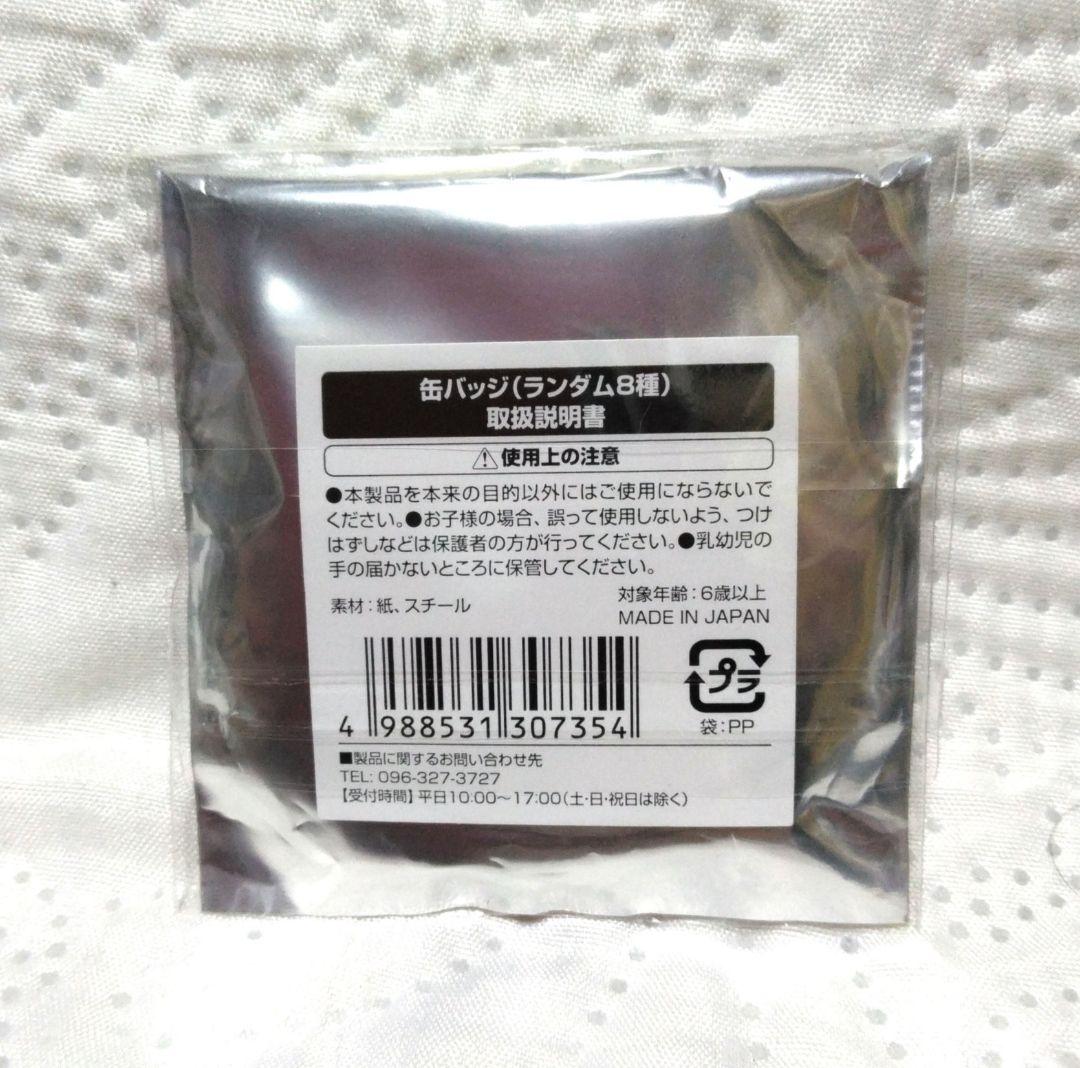 缶バッジ(ランダム8種)
取扱説明書
⚠使用上の注意
●本製品を本来の目的以外にはご使用にならないで
ください。●お子様の場合、誤って使用しないよう、つけ
はずしなどは保護者の方が行ってください。●乳幼児の
手の届かないところに保管してください。
対象年齢:6歳以上
素材:紙、スチール
MADE IN JAPAN
プラ
4 988531 307354
袋:PP
■製品に関するお問い合わせ先
TEL: 096-327-3727
【受付時間】平日10:00～17:00(土・日・祝日は除く)